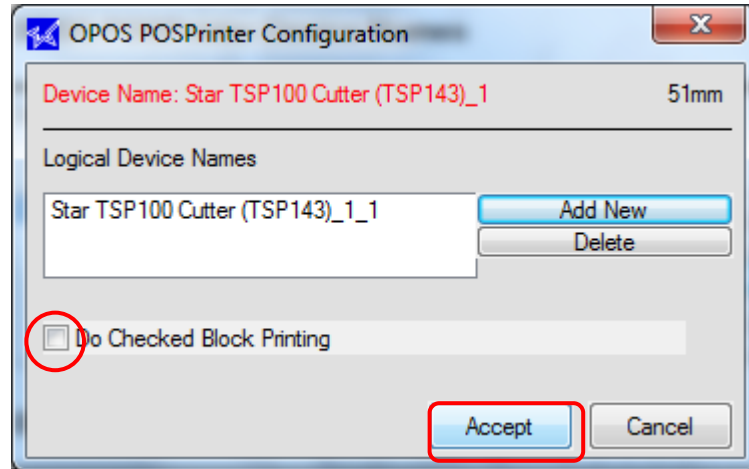 OPOS POSPrinter Configuration
Device Name: Star TSP100 Cutter (TSP143)_1 51mm
Logical Device Names
Star TSP100 Cutter (TSP143)_1_1
Add New
Delete
Do Checked Block Printing
Accept Cancel